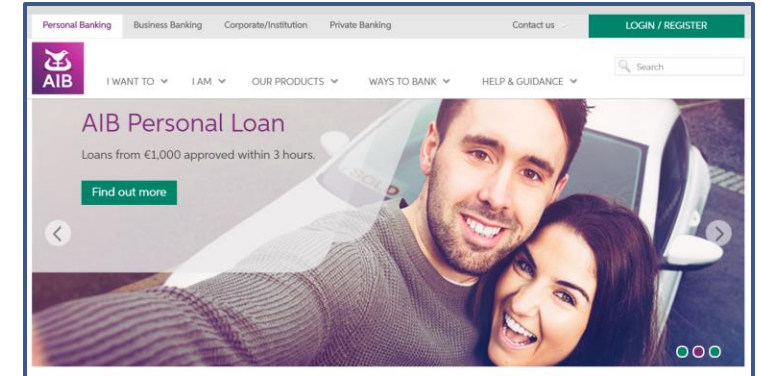 Personal Banking Business Banking Corporate/Institution Private Banking Contact us LOGIN / REGISTER
AIB
I WANT TO I AM OUR PRODUCTS WAYS TO BANK HELP & GUIDANCE Search
AIB Personal Loan
Loans from €1,000 approved within 3 hours.
SOLD
Find out more